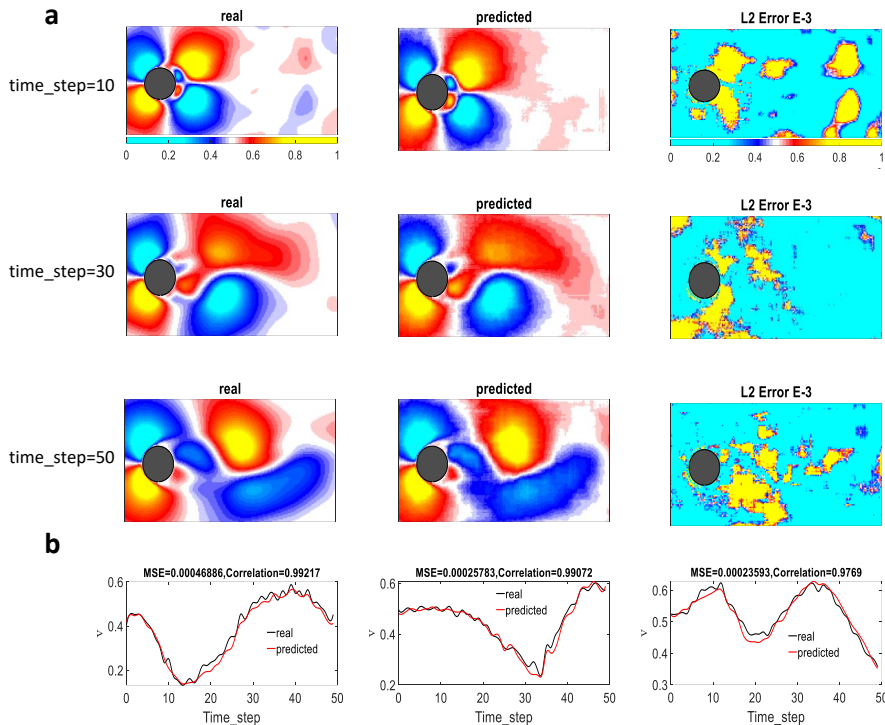 a
real
predicted
L2 Error E-3
time_step=10
0 0.2 0.4 0.6 0.8 1
0 0.2 0.4 0.6 0.8 1
real
predicted
L2 Error E-3
time_step=30
real
predicted
L2 Error E-3
time_step=50
b
MSE=0.00046886,Correlation=0.99217
0.6
0.4
0.2
v
real
predicted
0 10 20 30 40 50
Time_step
MSE=0.00025783,Correlation=0.99072
0.6
0.4
0.2
v
real
predicted
0 10 20 30 40 50
Time_step
MSE=0.00023593,Correlation=0.9769
0.6
0.5
0.4
0.3
v
real
predicted
0 10 20 30 40 50
Time_step